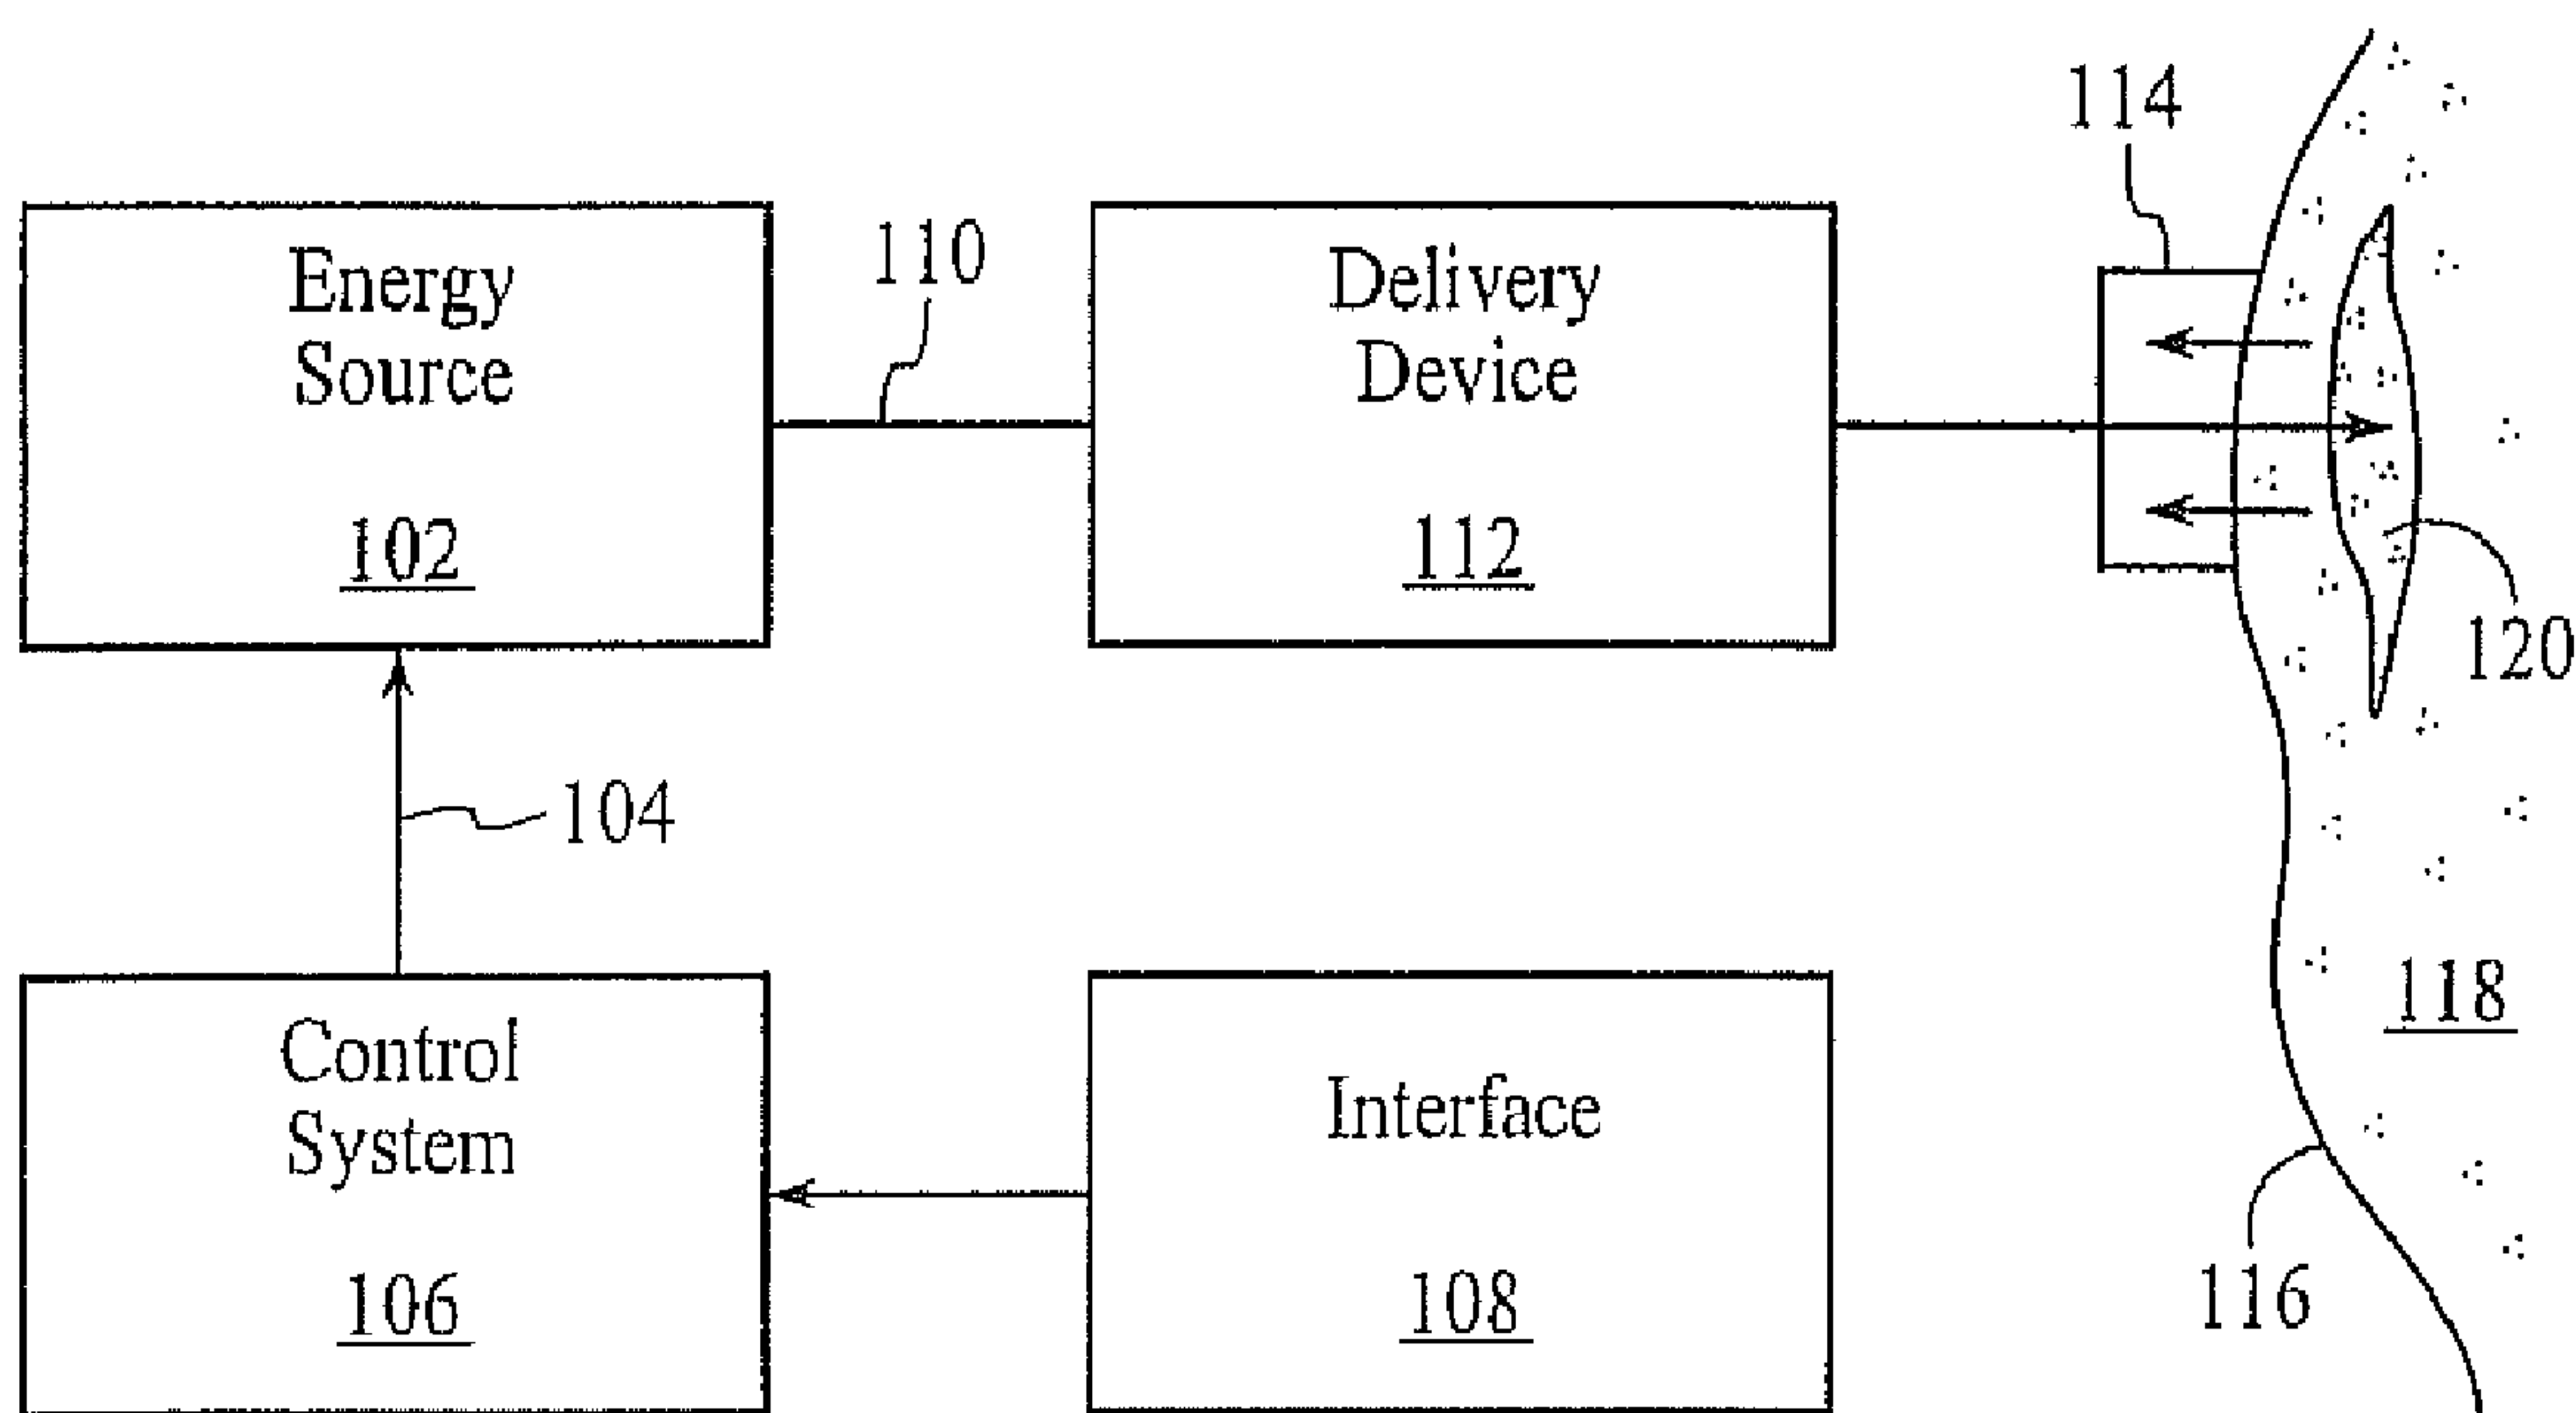 114
Energy
Source
102
110
Delivery
Device
112
120
104
Control
System
106
Interface
108
118
116